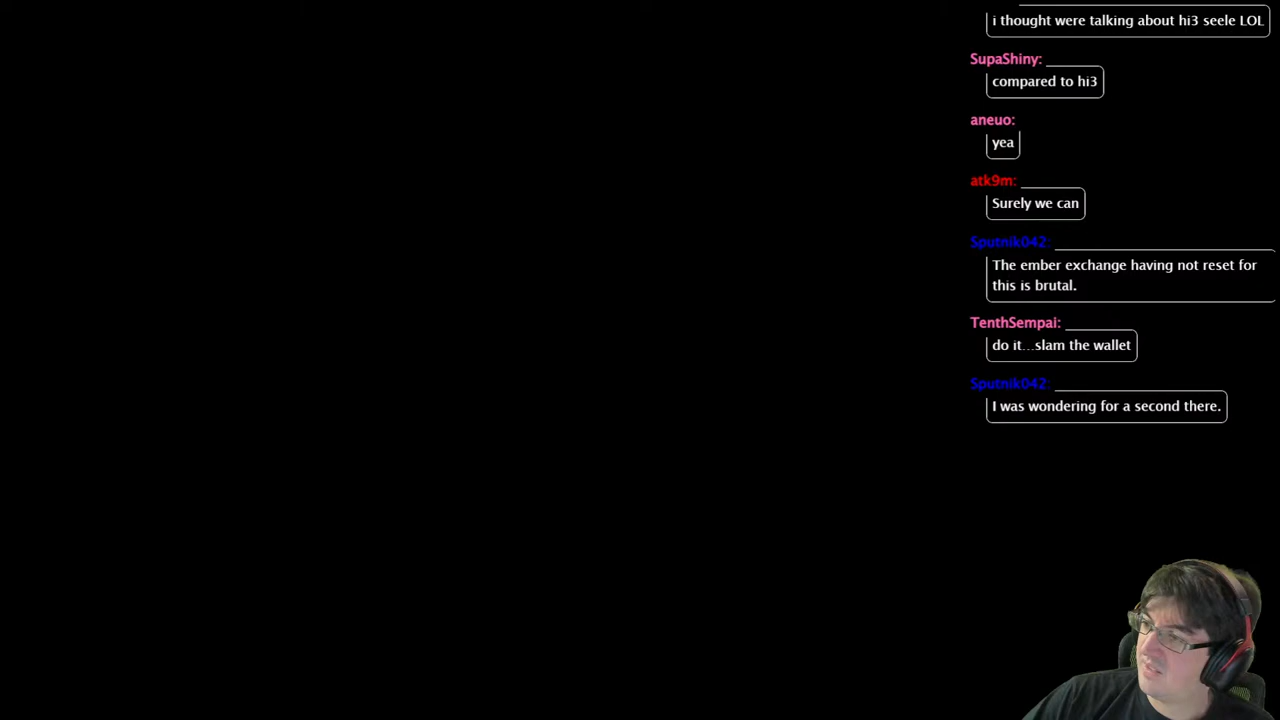 i thought were talking about hi3 seele LOL
SupaShiny:
compared to hi3
aneuo:
yea
atk9m:
Surely we can
Sputnik042:
The ember exchange having not reset for
this is brutal.
TenthSempai:
do it...slam the wallet
Sputnik042:
I was wondering for a second there.